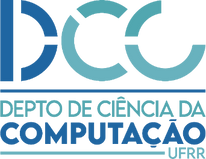 DCC
DEPTO DE CIÊNCIA DA
COMPUTAÇÃO
UFRR